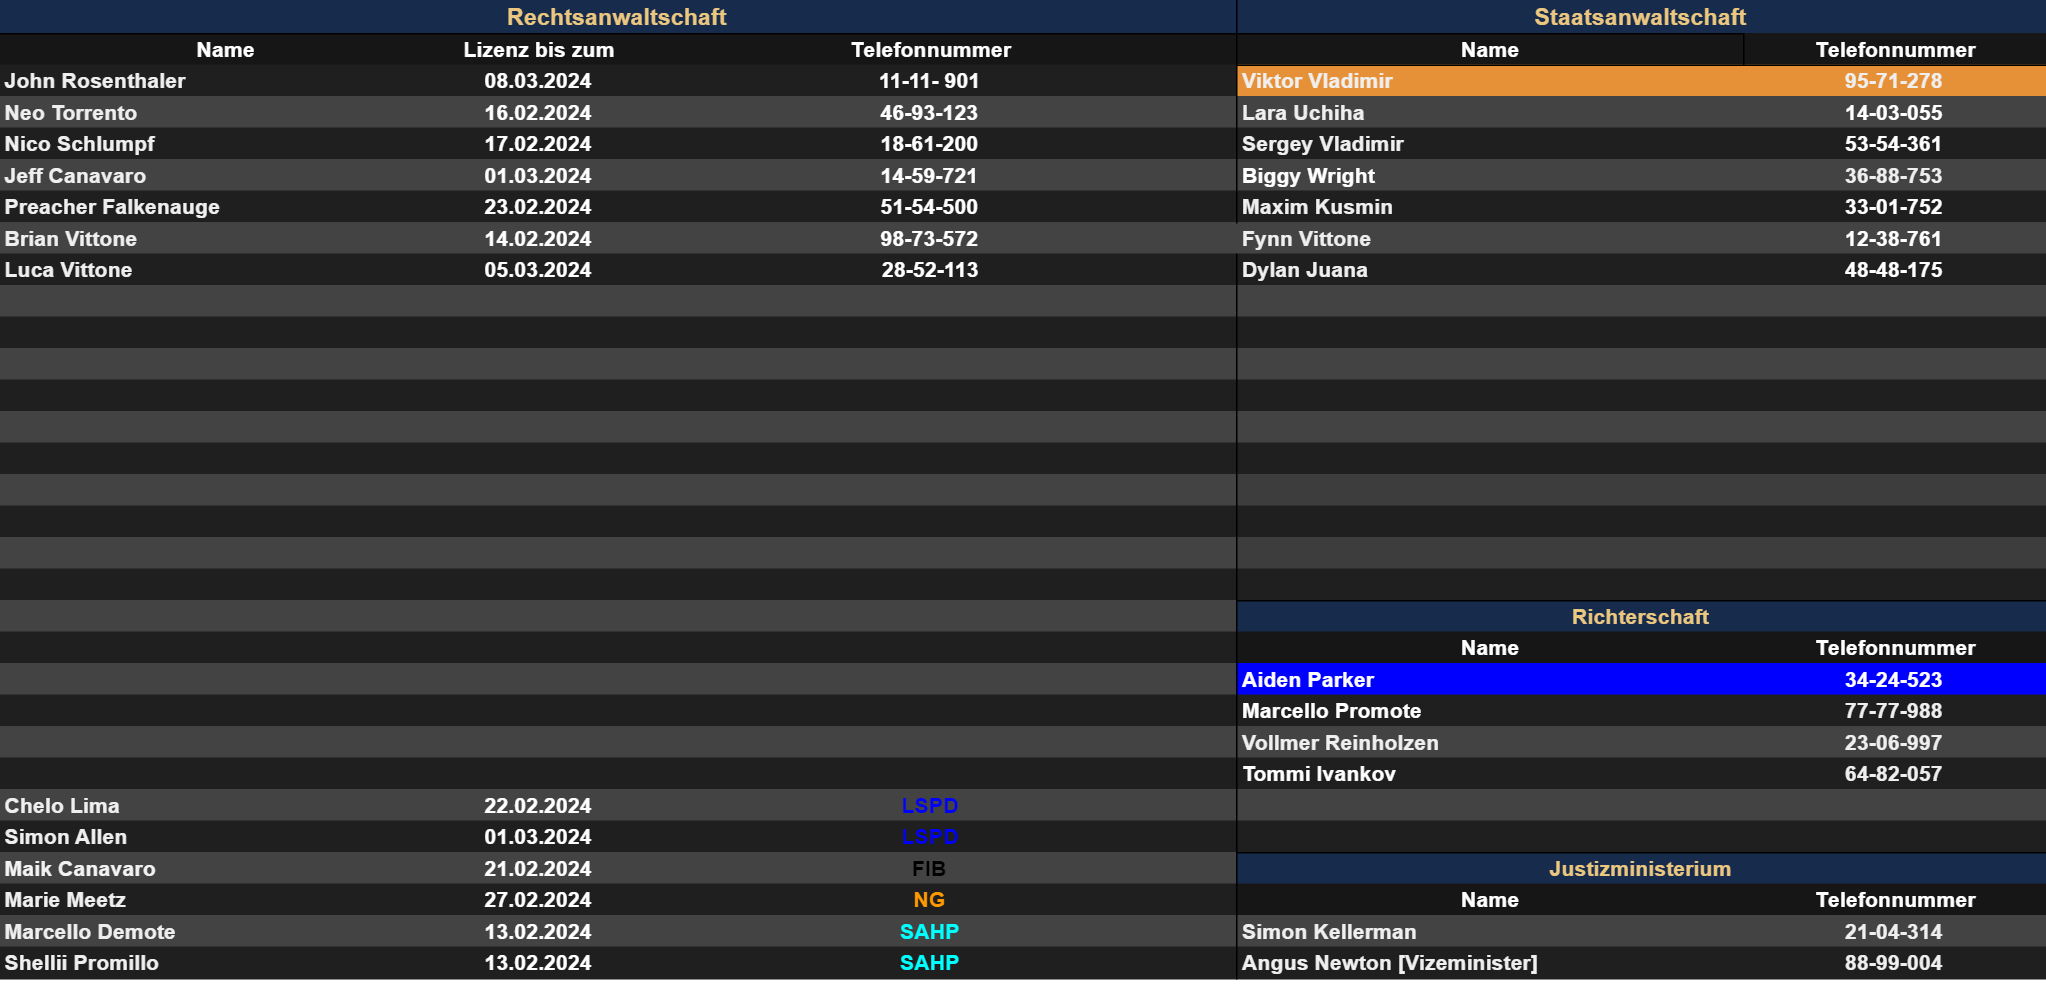 Rechtsanwaltschaft
Name Lizenz bis zum Telefonnummer
John Rosenthaler 08.03.2024 11-11- 901
Neo Torrento 16.02.2024 46-93-123
Nico Schlumpf 17.02.2024 18-61-200
Jeff Canavaro 01.03.2024 14-59-721
Preacher Falkenauge 23.02.2024 51-54-500
Brian Vittone 14.02.2024 98-73-572
Luca Vittone 05.03.2024 28-52-113
Chelo Lima 22.02.2024 LSPD
Simon Allen 01.03.2024 LSPD
Maik Canavaro 21.02.2024 FIB
Marie Meetz 27.02.2024 NG
Marcello Demote 13.02.2024 SAHP
Shellii Promillo 13.02.2024 SAHP
Staatsanwaltschaft
Name Telefonnummer
Viktor Vladimir 95-71-278
Lara Uchiha 14-03-055
Sergey Vladimir 53-54-361
Biggy Wright 36-88-753
Maxim Kusmin 33-01-752
Fynn Vittone 12-38-761
Dylan Juana 48-48-175
Richterschaft
Name Telefonnummer
Aiden Parker 34-24-523
Marcello Promote 77-77-988
Vollmer Reinholzen 23-06-997
Tommi Ivankov 64-82-057
Justizministerium
Name Telefonnummer
Simon Kellerman 21-04-314
Angus Newton [Vizeminister] 88-99-004